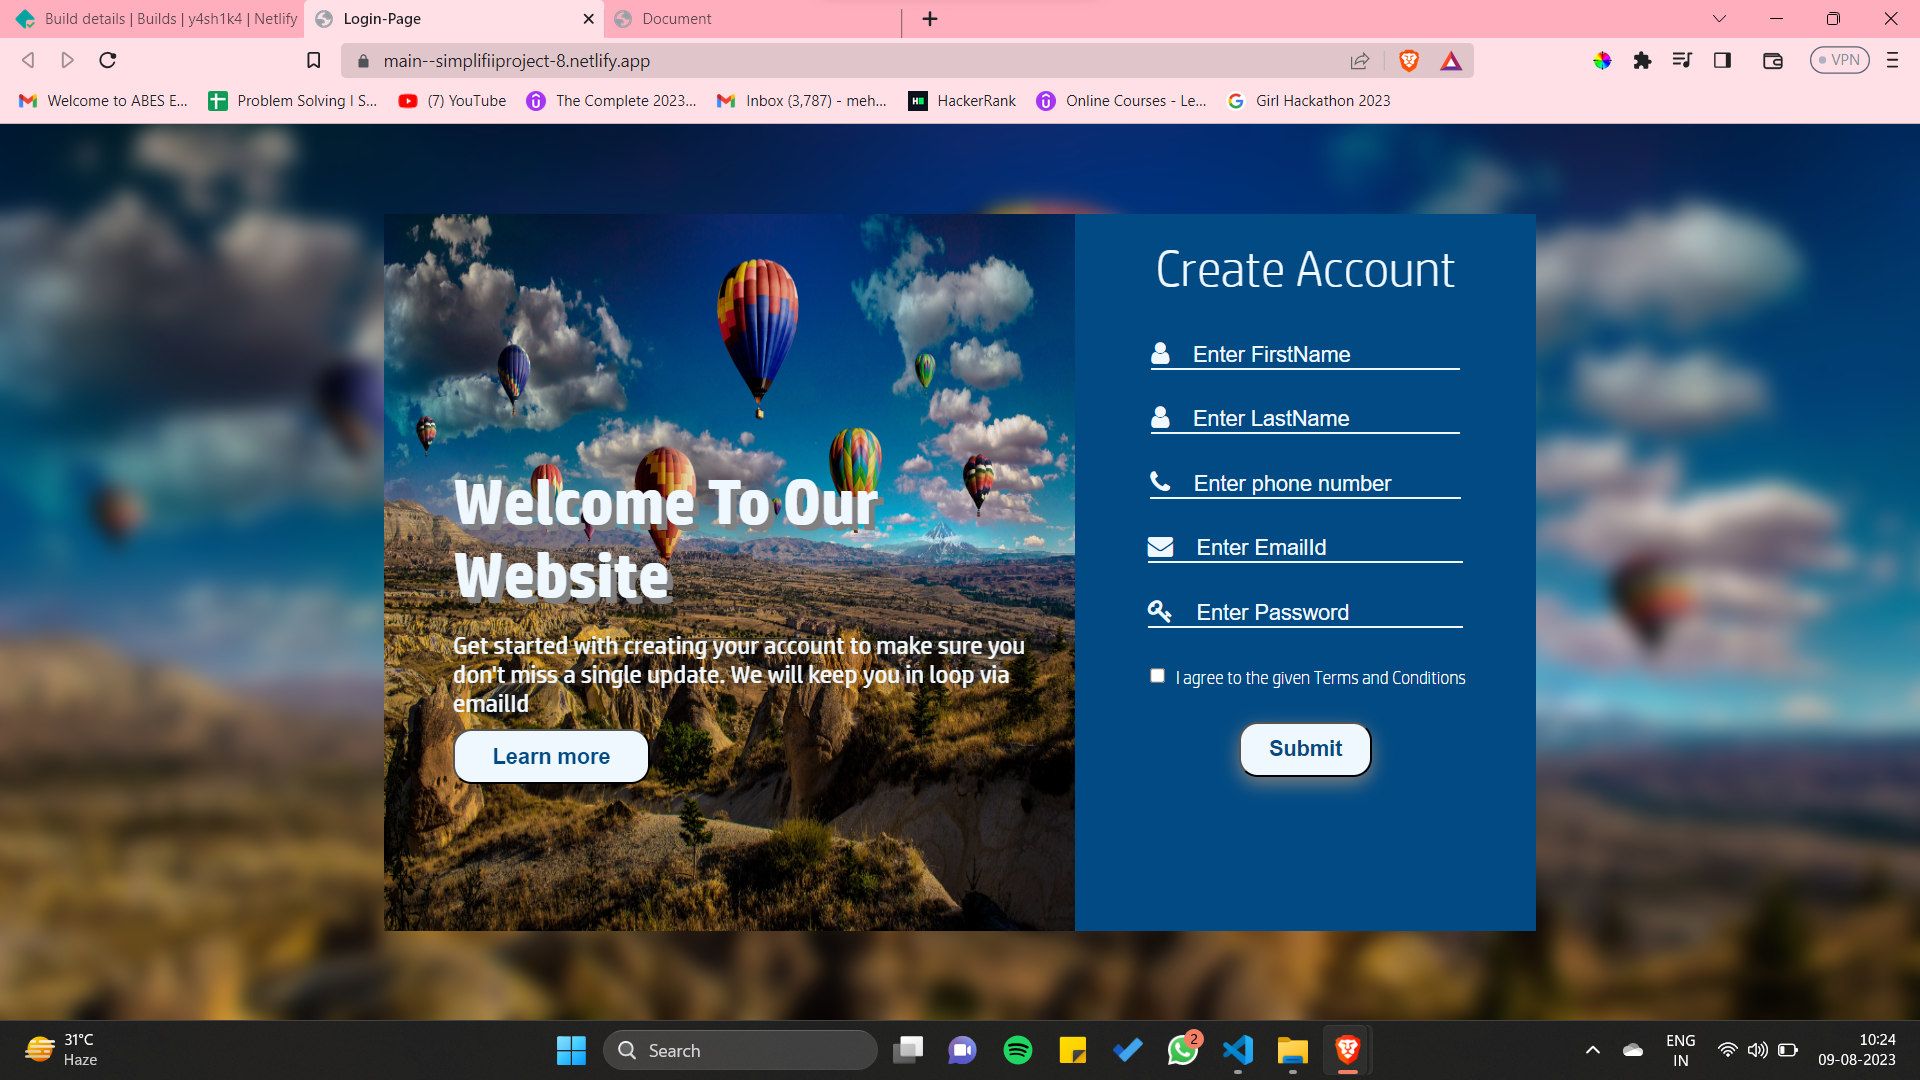 Build details | Builds | y4sh1k4 | Netlify
Login-Page
Document
main--simplifiiproject-8.netlify.app
VPN
Welcome to ABES E...
Problem Solving | S...
(7) YouTube
The Complete 2023...
Inbox (3,787) - meh...
HackerRank
Online Courses - Le...
Girl Hackathon 2023
Welcome To Our
Website
Get started with creating your account to make sure you
don't miss a single update. We will keep you in loop via
emailId
Learn more
Create Account
Enter FirstName
Enter LastName
Enter phone number
Enter EmailId
Enter Password
I agree to the given Terms and Conditions
Submit
31°C
Haze
Search
2
ENG
IN
10:24
09-08-2023